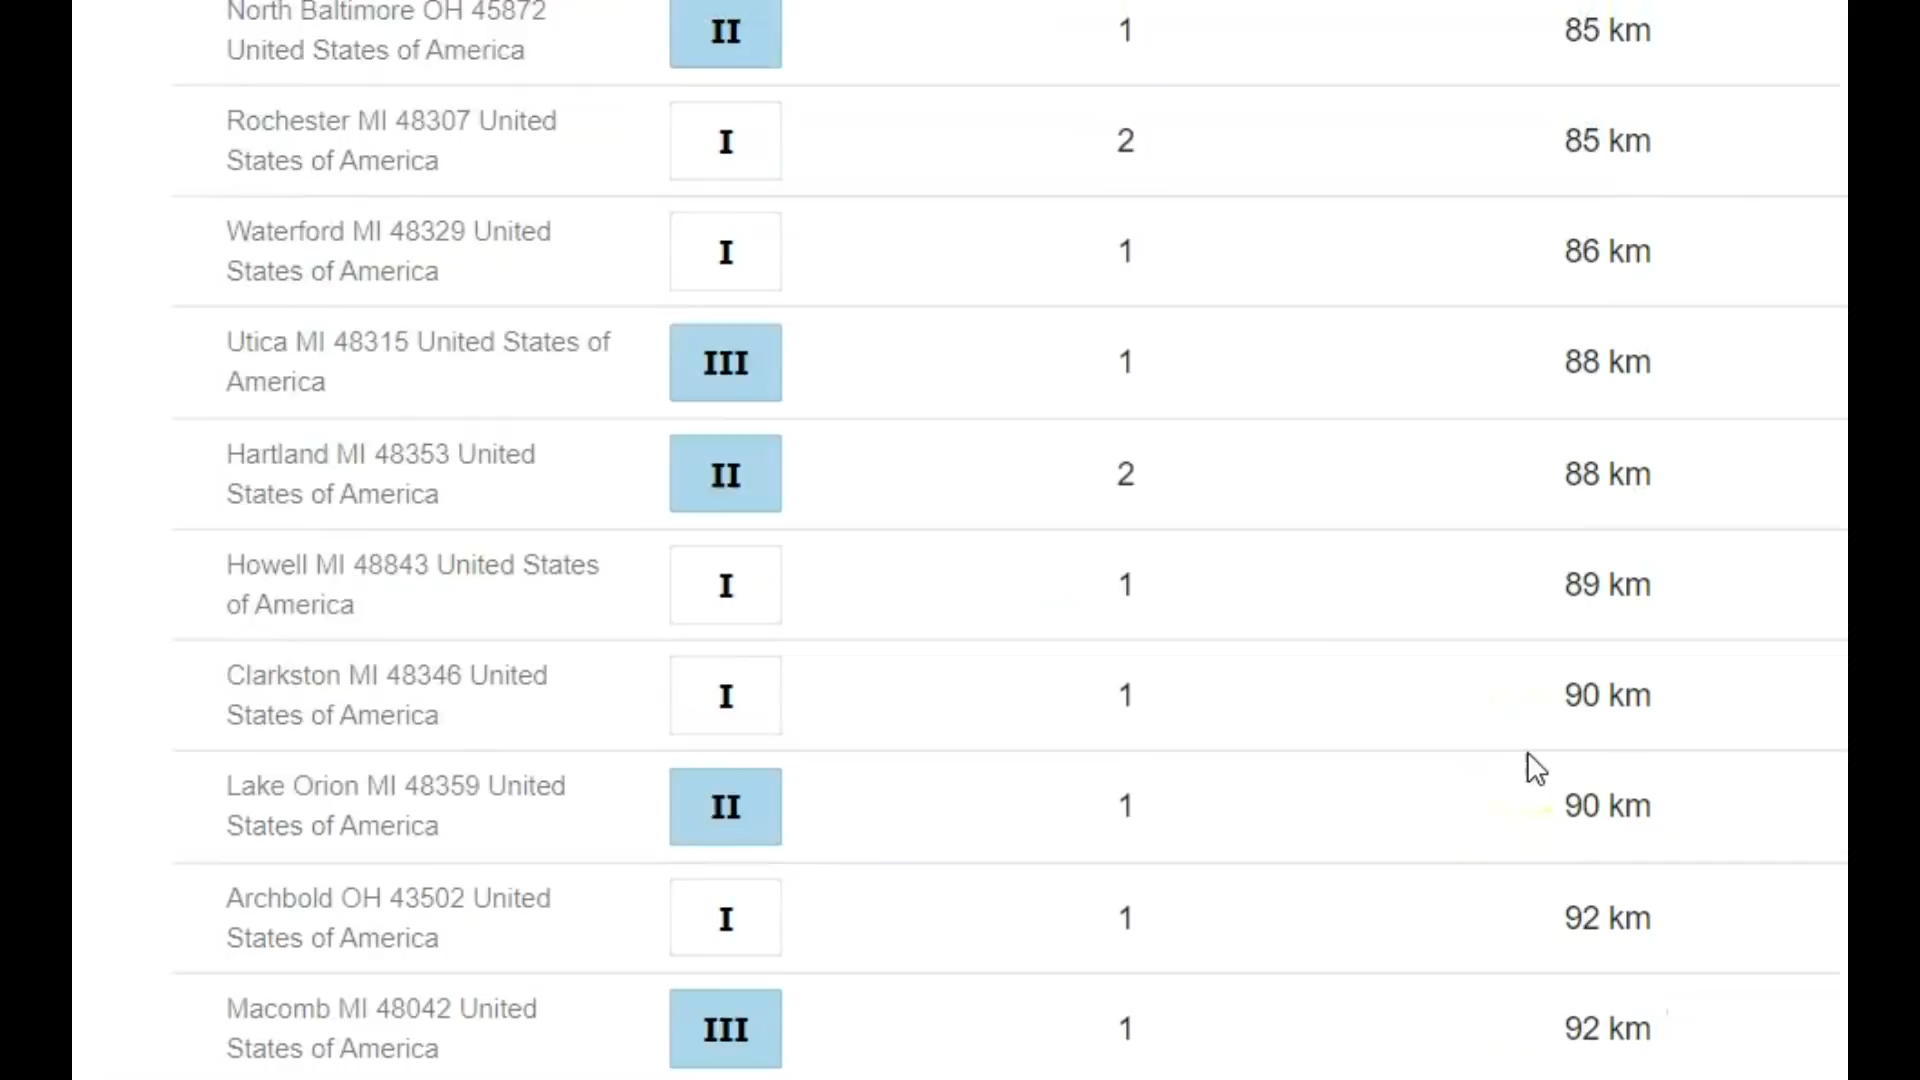 North Baltimore OH 45872
United States of America
II
1
85 km
Rochester MI 48307 United
States of America
I
2
85 km
Waterford MI 48329 United
States of America
I
1
86 km
Utica MI 48315 United States of
America
III
1
88 km
Hartland MI 48353 United
States of America
II
2
88 km
Howell MI 48843 United States
of America
I
1
89 km
Clarkston MI 48346 United
States of America
I
1
90 km
Lake Orion MI 48359 United
States of America
II
1
90 km
Archbold OH 43502 United
States of America
I
1
92 km
Macomb MI 48042 United
States of America
III
1
92 km